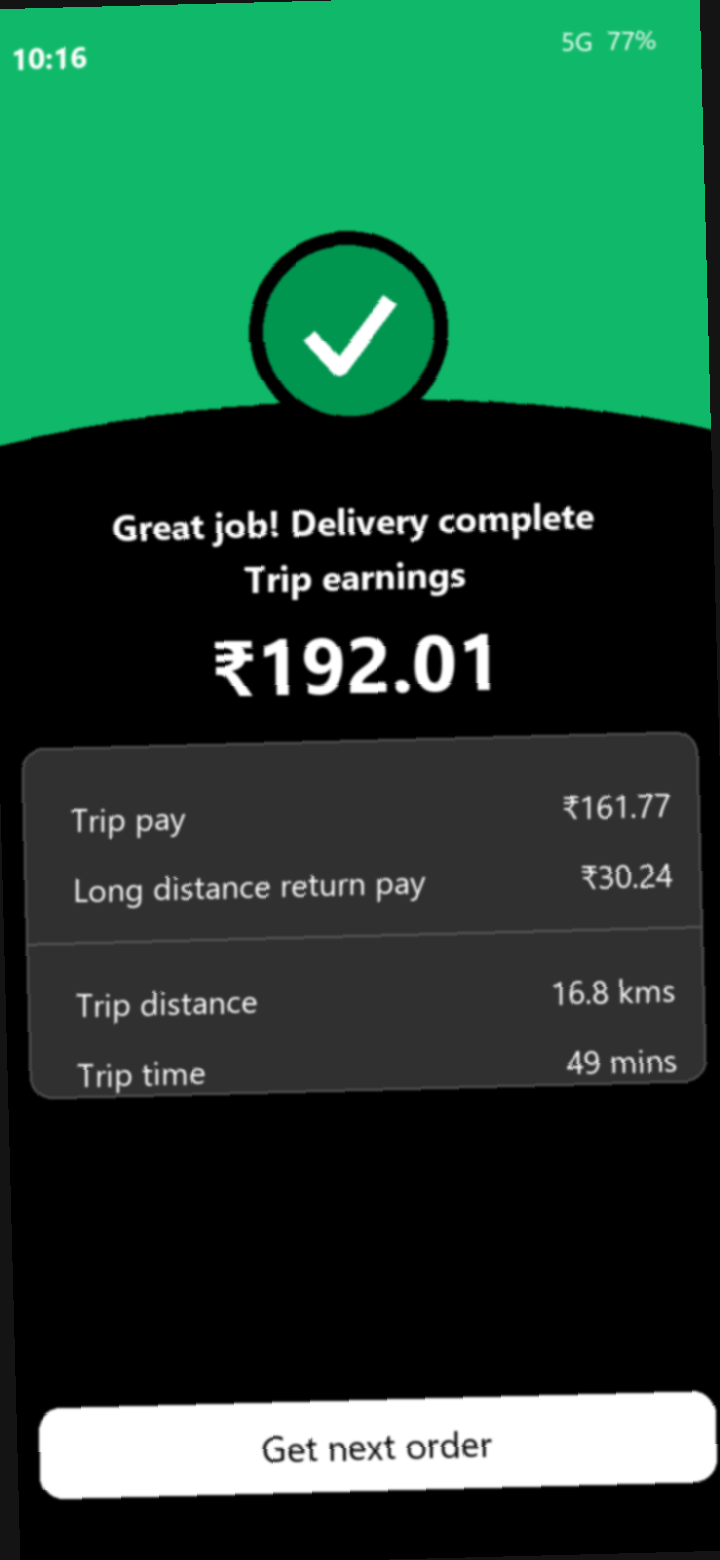 10:16 5G 77%
Great job! Delivery complete
Trip earnings
₹192.01
Trip pay ₹161.77
Long distance return pay ₹30.24
Trip distance 16.8 kms
Trip time 49 mins
Get next order